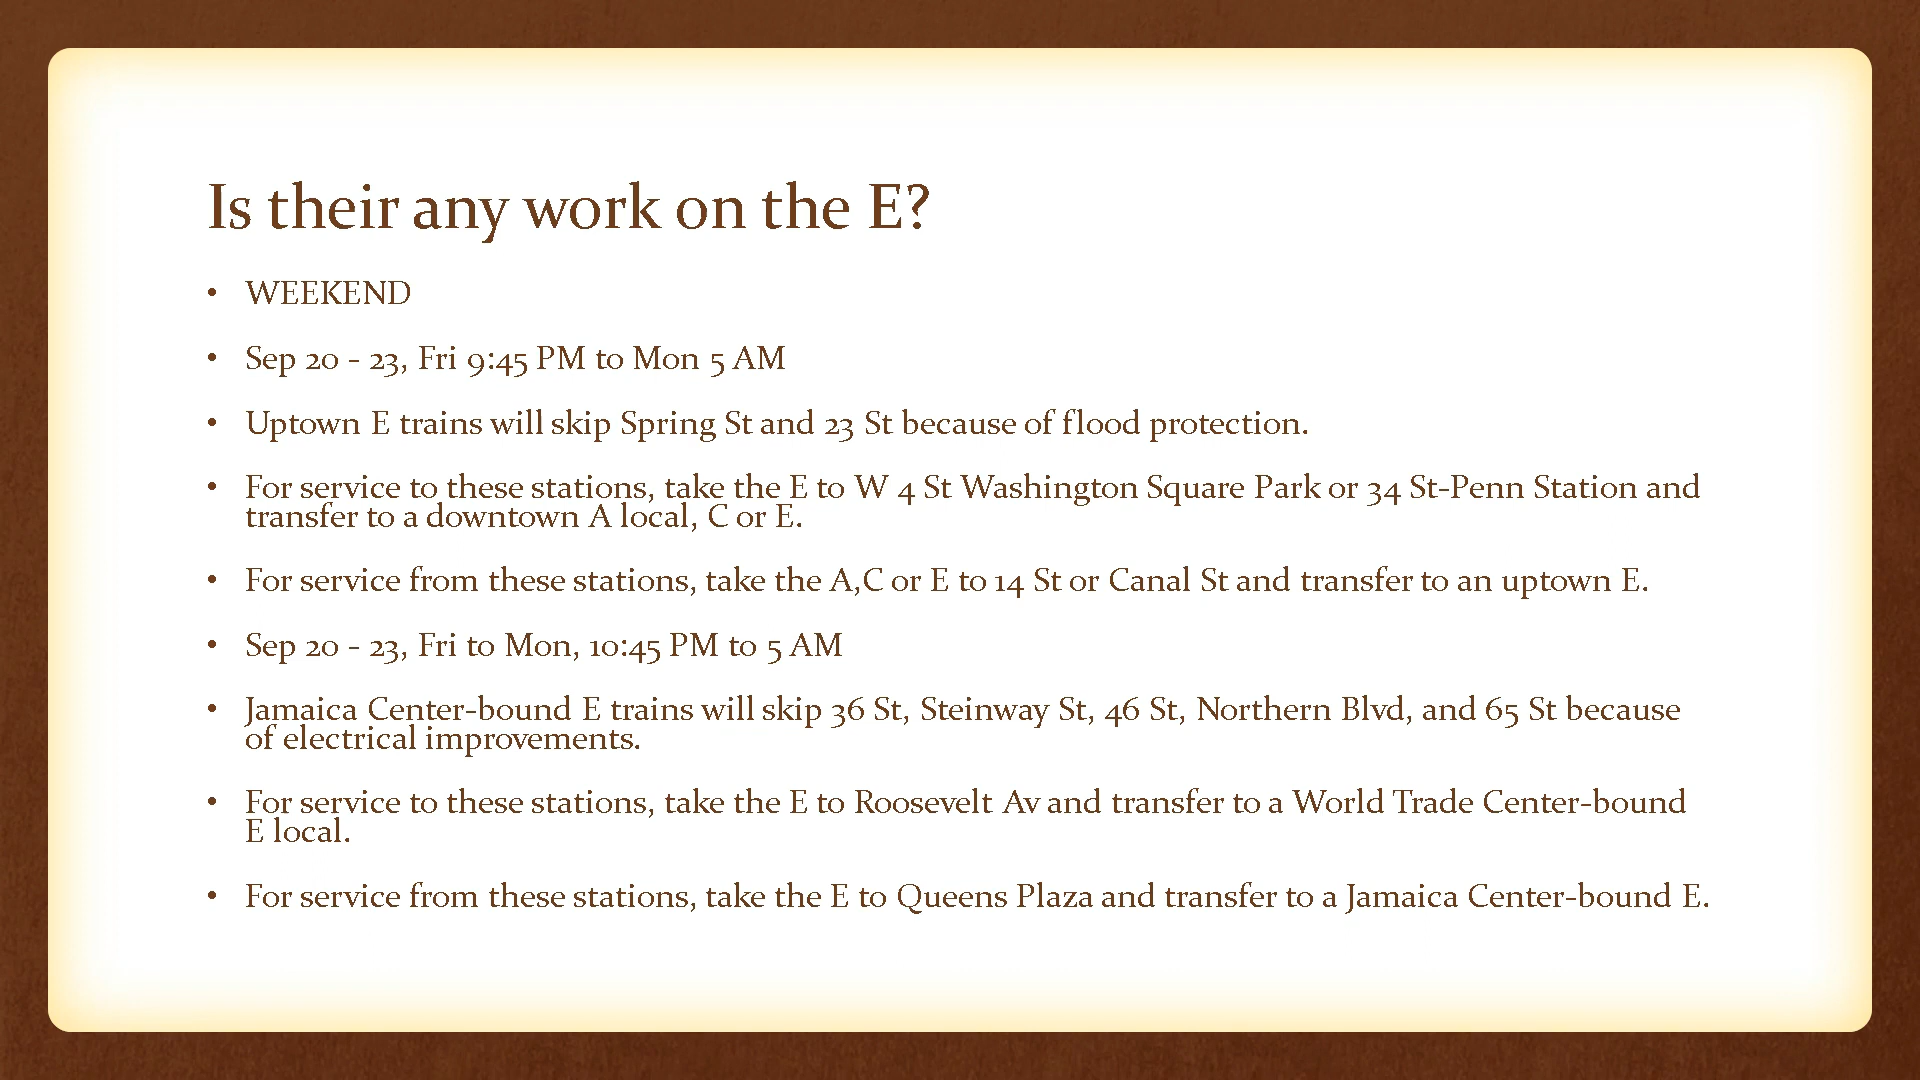 Is their any work on the E?
• WEEKEND
• Sep 20 - 23, Fri 9:45 PM to Mon 5 AM
• Uptown E trains will skip Spring St and 23 St because of flood protection.
• For service to these stations, take the E to W 4 St Washington Square Park or 34 St-Penn Station and
transfer to a downtown A local, C or E.
• For service from these stations, take the A,C or E to 14 St or Canal St and transfer to an uptown E.
• Sep 20 - 23, Fri to Mon, 10:45 PM to 5 AM
• Jamaica Center-bound E trains will skip 36 St, Steinway St, 46 St, Northern Blvd, and 65 St because
of electrical improvements.
• For service to these stations, take the E to Roosevelt Av and transfer to a World Trade Center-bound
E local.
• For service from these stations, take the E to Queens Plaza and transfer to a Jamaica Center-bound E.